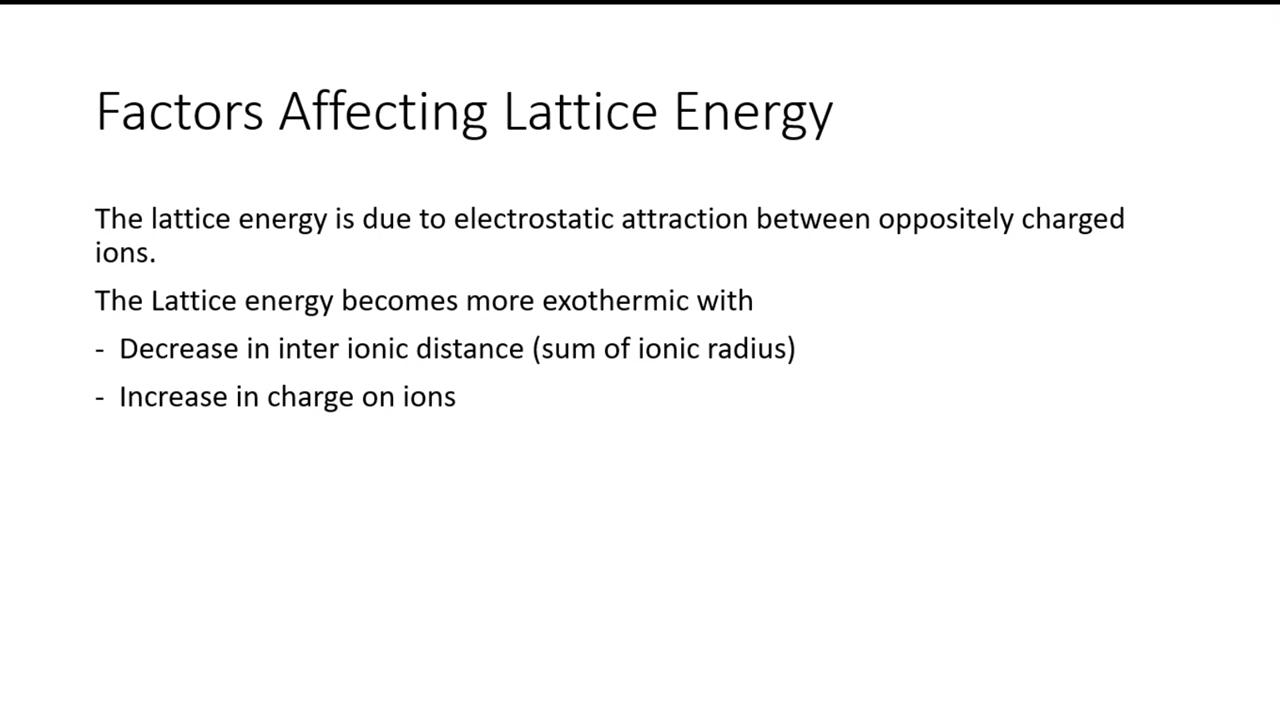 Factors Affecting Lattice Energy
The lattice energy is due to electrostatic attraction between oppositely charged
ions.
The Lattice energy becomes more exothermic with
- Decrease in inter ionic distance (sum of ionic radius)
- Increase in charge on ions